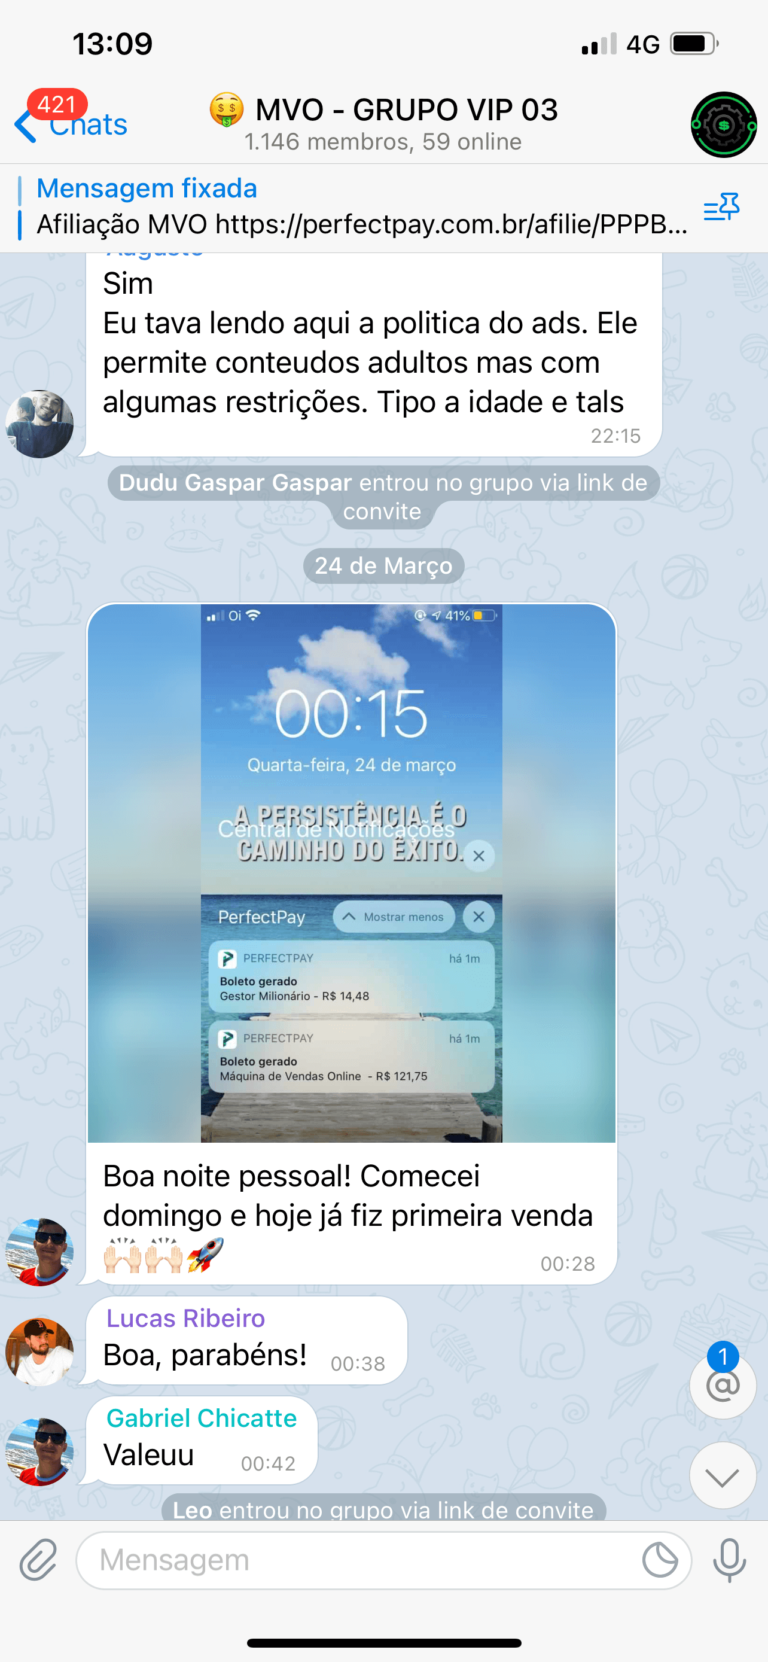 13:09
4G
421
Chats
MVO - GRUPO VIP 03
1.146 membros, 59 online
Mensagem fixada
Afiliação MVO https://perfectpay.com.br/afilie/PPPB...
Augusto
Sim
Eu tava lendo aqui a politica do ads. Ele
permite conteudos adultos mas com
algumas restrições. Tipo a idade e tals
22:15
Dudu Gaspar Gaspar entrou no grupo via link de
convite
24 de Março
Oi
41%
00:15
Quarta-feira, 24 de março
A PERSISTÊNCIA É O
Central de Notificações
CAMINHO DO ÊXITO.
PerfectPay
Mostrar menos
PERFECTPAY
há 1m
Boleto gerado
Gestor Milionário - R$ 14,48
PERFECTPAY
há 1m
Boleto gerado
Máquina de Vendas Online - R$ 121,75
Boa noite pessoal! Comecei
domingo e hoje já fiz primeira venda
00:28
Lucas Ribeiro
Boa, parabéns!
00:38
1
@
Gabriel Chicatte
Valeuu
00:42
Leo entrou no grupo via link de convite
Mensagem